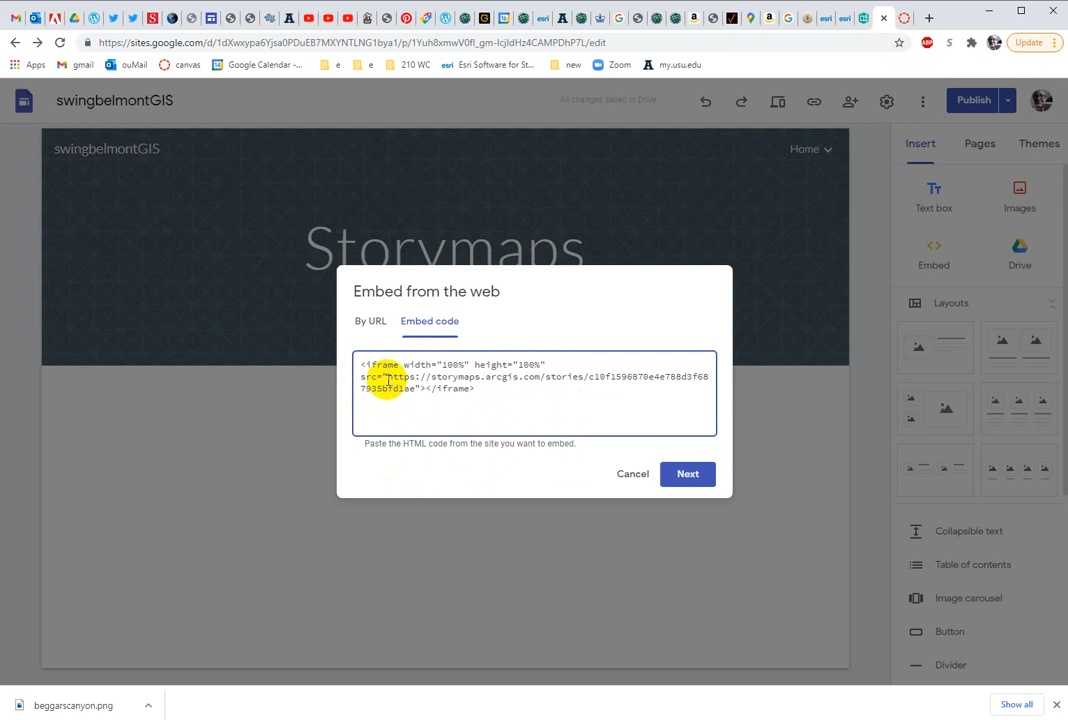 https://sites.google.com/d/1dXwxypa6Yjsa0PDuEB7MXYNTLNG1bya1/p/1Yuh8xmwV0fl_gm-IcjldHz4CAMPDhP7L/edit
Update
Apps gmail ouMail canvas Google Calendar -... e e 210 WC esri Esri Software for St... new Zoom my.usu.edu
swingbelmontGIS
All changes saved in Drive
Publish
swingbelmontGIS
Home
Storymaps
Insert Pages Themes
Text box Images
Embed Drive
Layouts
Embed from the web
By URL Embed code
<iframe width="100%" height="100%"
src="https://storymaps.arcgis.com/stories/c10f1596870e4e788d3f68
7935bfd1ae"></iframe>
Paste the HTML code from the site you want to embed.
Cancel Next
Collapsible text
Table of contents
Image carousel
Button
Divider
beggarscanyon.png
Show all